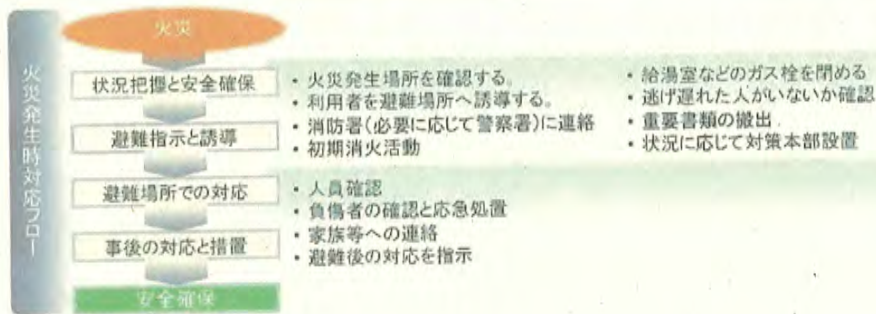 火災発生時対応フロー
火災
状況把握と安全確保
避難指示と誘導
避難場所での対応
事後の対応と措置
安全確保
・火災発生場所を確認する。
・利用者を避難場所へ誘導する。
・消防署(必要に応じて警察署)に連絡
・初期消火活動
・給湯室などのガス栓を閉める
・逃げ遅れた人がいないか確認
・重要書類の搬出
・状況に応じて対策本部設置
・人員確認
・負傷者の確認と応急処置
・家族等への連絡
・避難後の対応を指示